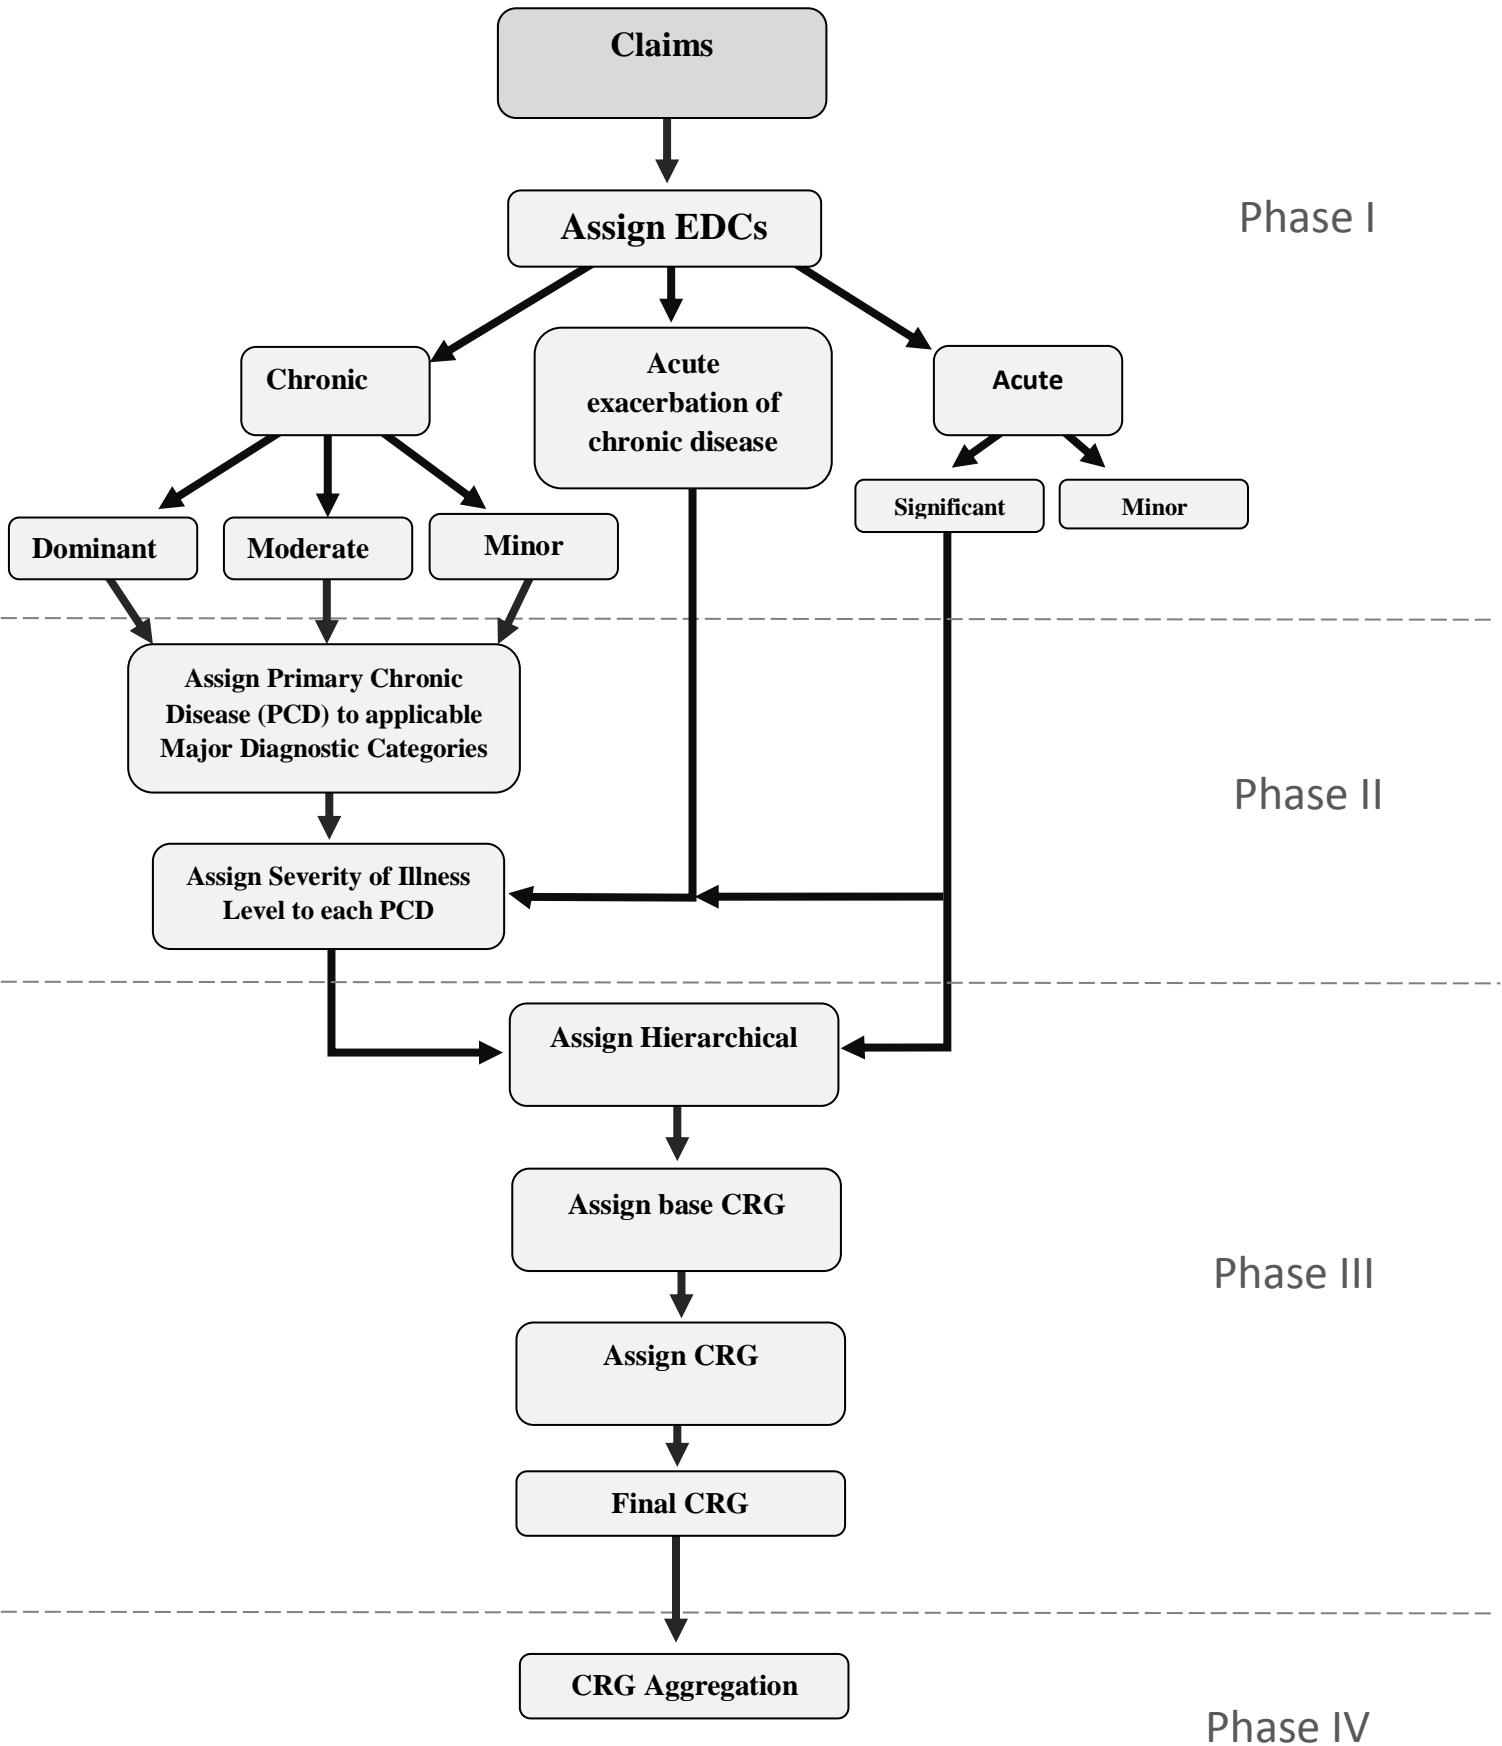 Claims
Assign EDCs
Phase I
Chronic
Acute
exacerbation of
chronic disease
Acute
Dominant
Moderate
Minor
Significant
Minor
Assign Primary Chronic
Disease (PCD) to applicable
Major Diagnostic Categories
Phase II
Assign Severity of Illness
Level to each PCD
Assign Hierarchical
Assign base CRG
Phase III
Assign CRG
Final CRG
CRG Aggregation
Phase IV